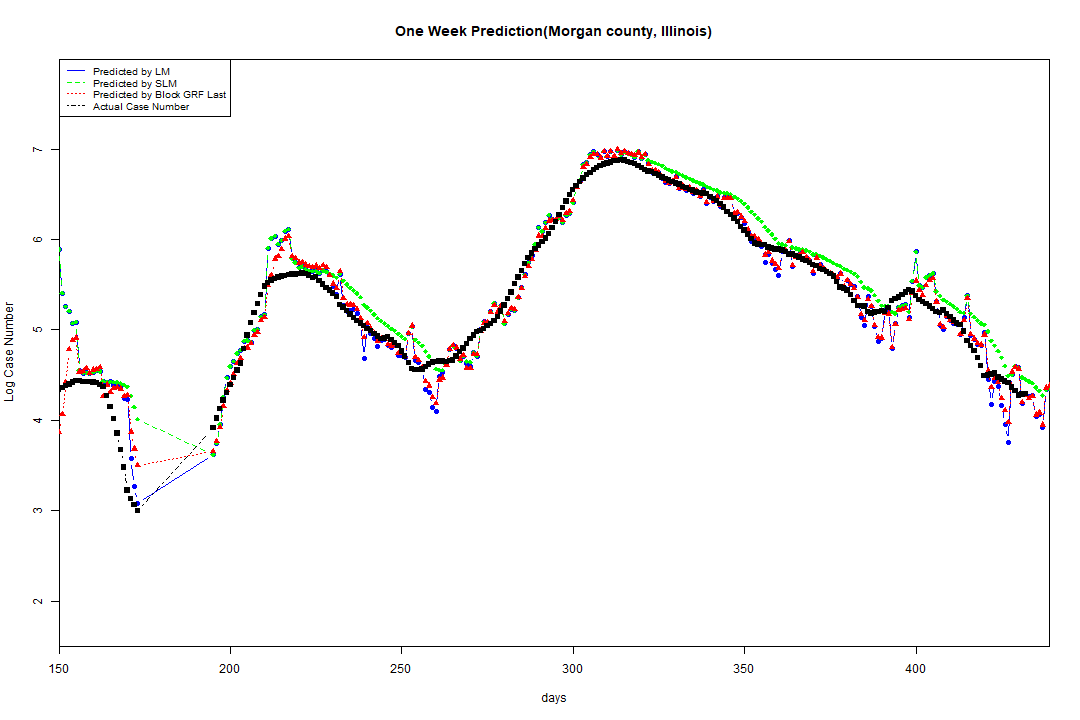 One Week Prediction(Morgan county, Illinois)
Predicted by LM
Predicted by SLM
Predicted by Block GRF Last
Actual Case Number
7
6
5
4
3
2
Log Case Number
150
200
250
300
350
400
days